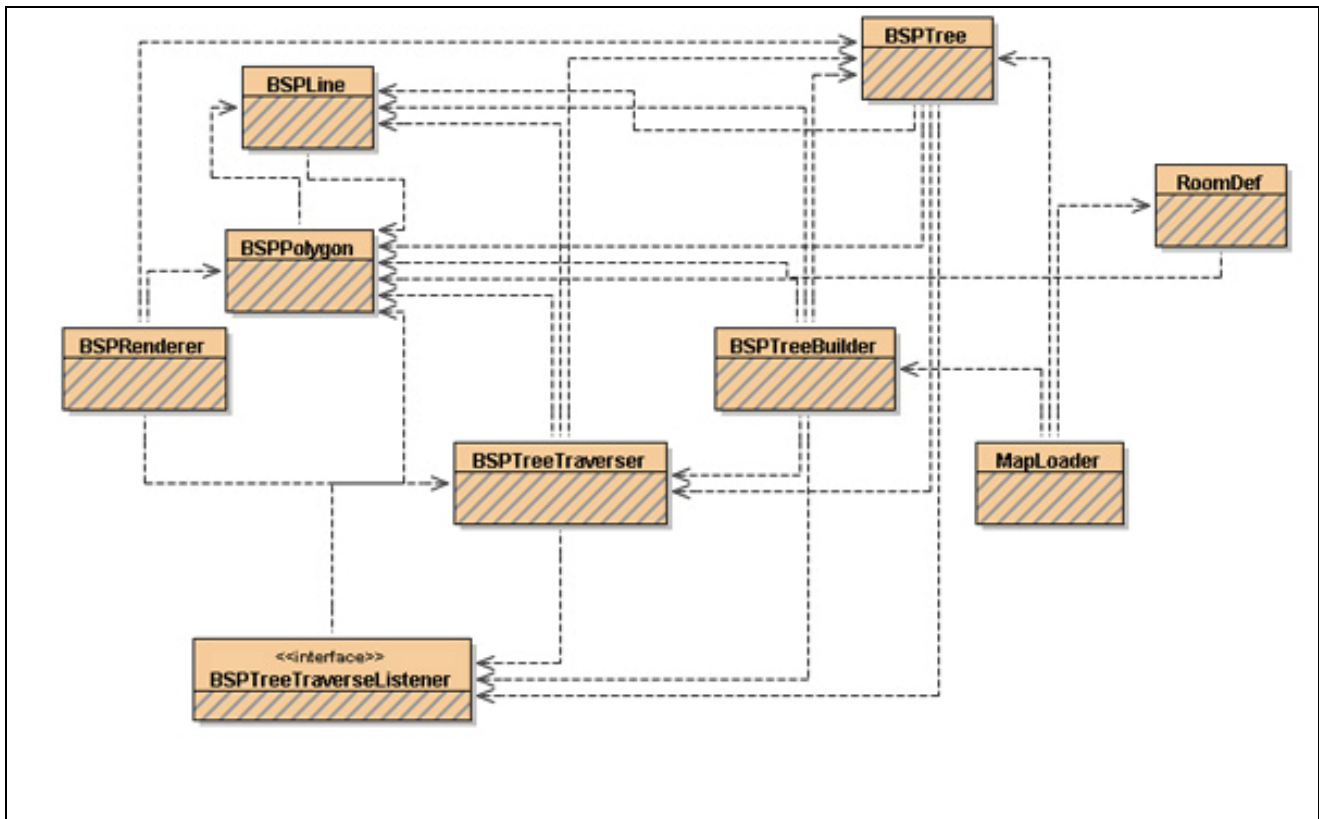 BSPTree
BSPLine
RoomDef
BSPPolygon
BSPRenderer
BSPTreeBuilder
BSPTreeTraverser
MapLoader
<<interface>>
BSPTreeTraverseListener